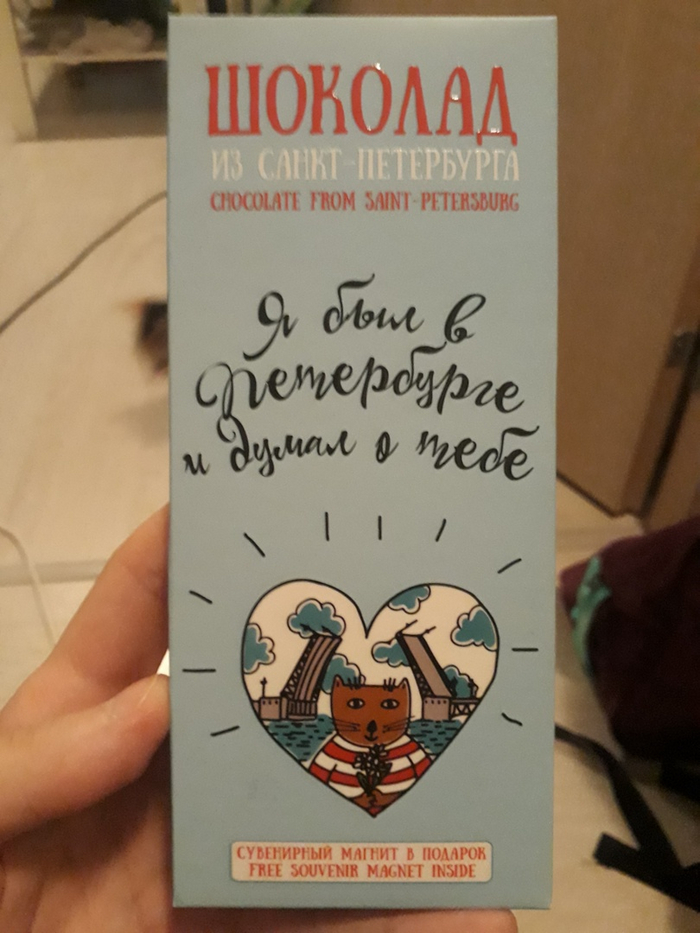 ШОКОЛАД
ИЗ САНКТ-ПЕТЕРБУРГА
CHOCOLATE FROM SAINT-PETERSBURG
Я был в
Петербурге
и думал о тебе
СУВЕНИРНЫЙ МАГНИТ В ПОДАРОК
FREE SOUVENIR MAGNET INSIDE